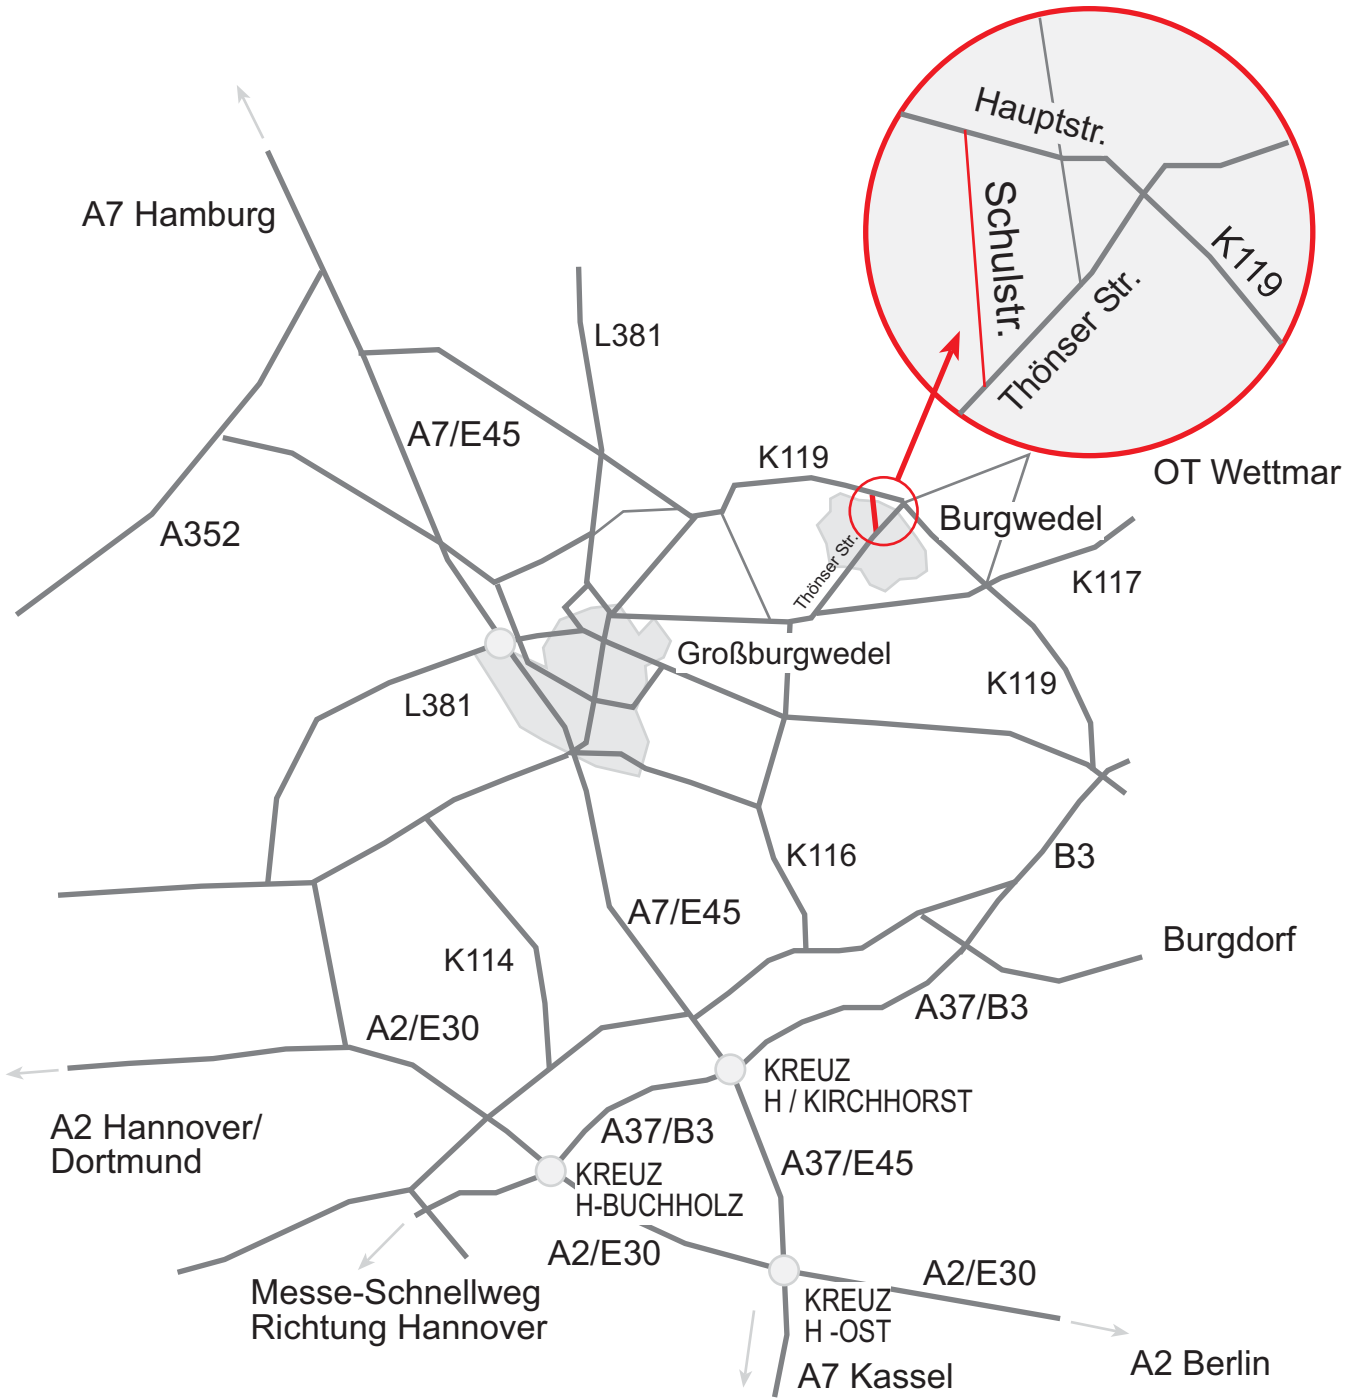 Hauptstr.
Schulstr.
K119
Thönser Str.
A7 Hamburg
L381
A7/E45
K119
OT Wettmar
A352
Burgwedel
Thönser Str.
K117
Großburgwedel
L381
K119
K116
B3
A7/E45
K114
Burgdorf
A2/E30
A37/B3
KREUZ
H / KIRCHHORST
A2 Hannover/
Dortmund
A37/B3
A37/E45
KREUZ
H-BUCHHOLZ
A2/E30
A2/E30
Messe-Schnellweg
Richtung Hannover
KREUZ
H -OST
A7 Kassel
A2 Berlin